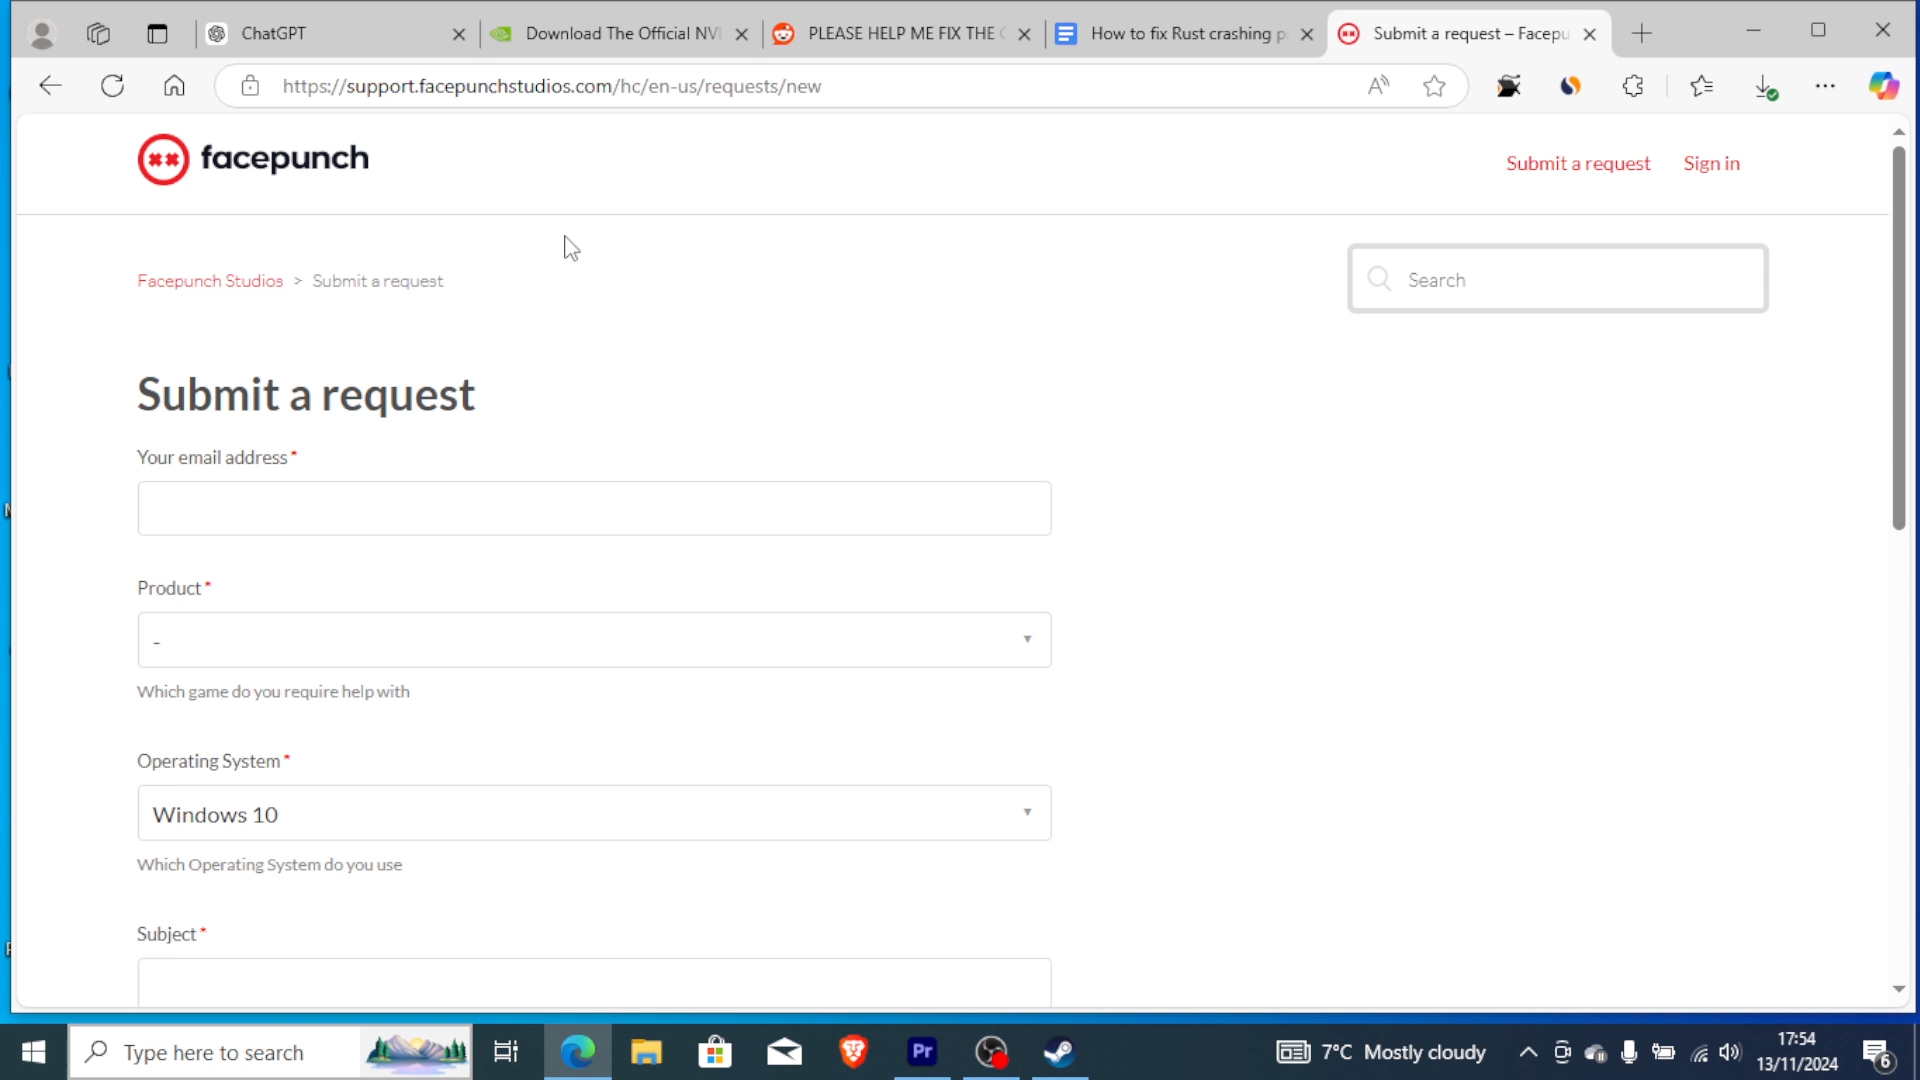 ChatGPT
Download The Official NVI
PLEASE HELP ME FIX THE
How to fix Rust crashing p
Submit a request – Facepu
https://support.facepunchstudios.com/hc/en-us/requests/new
facepunch
Submit a request
Sign in
Facepunch Studios > Submit a request
Search
Submit a request
Your email address*
Product*
-
Which game do you require help with
Operating System*
Windows 10
Which Operating System do you use
Subject*
Type here to search
Pr
7°C Mostly cloudy
17:54
13/11/2024
6